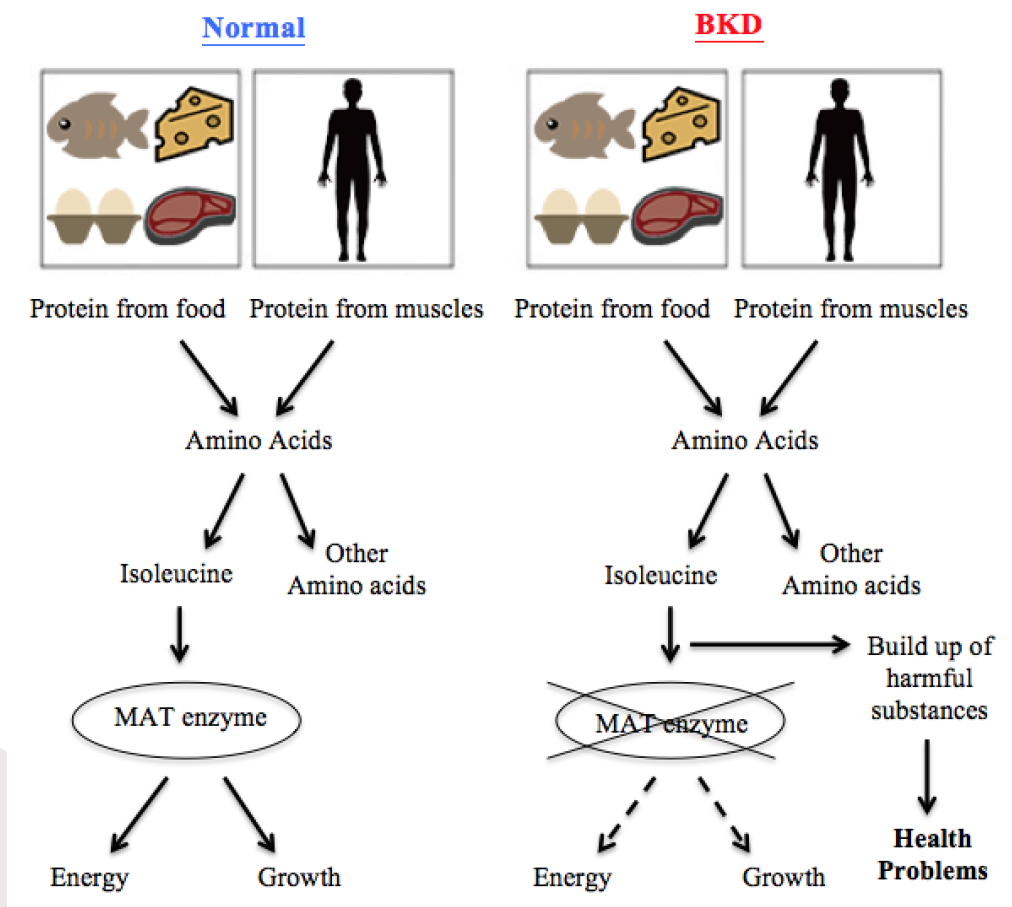 Normal
Protein from food
Protein from muscles
Amino Acids
Isoleucine
Other
Amino acids
MAT enzyme
Energy
Growth
BKD
Protein from food
Protein from muscles
Amino Acids
Isoleucine
Other
Amino acids
Build up of
harmful
substances
MAT enzyme
Energy
Growth
Health
Problems